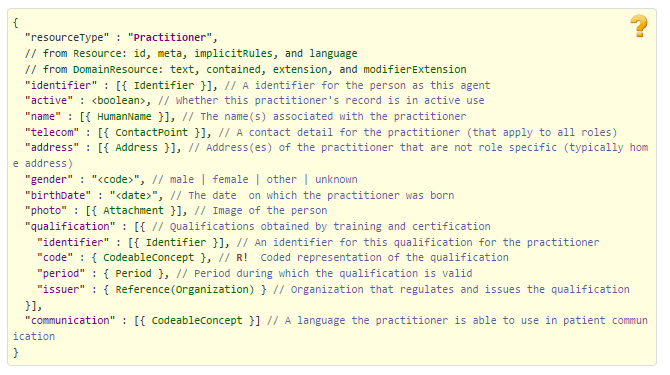 {
  "resourceType" : "Practitioner",
  // from Resource: id, meta, implicitRules, and language
  // from DomainResource: text, contained, extension, and modifierExtension
  "identifier" : [{ Identifier }], // A identifier for the person as this agent
  "active" : <boolean>, // Whether this practitioner's record is in active use
  "name" : [{ HumanName }], // The name(s) associated with the practitioner
  "telecom" : [{ ContactPoint }], // A contact detail for the practitioner (that apply to all roles)
  "address" : [{ Address }], // Address(es) of the practitioner that are not role specific (typically hom
e address)
  "gender" : "<code>", // male | female | other | unknown
  "birthDate" : "<date>", // The date  on which the practitioner was born
  "photo" : [{ Attachment }], // Image of the person
  "qualification" : [{ // Qualifications obtained by training and certification
    "identifier" : [{ Identifier }], // An identifier for this qualification for the practitioner
    "code" : { CodeableConcept }, // R!  Coded representation of the qualification
    "period" : { Period }, // Period during which the qualification is valid
    "issuer" : { Reference(Organization) } // Organization that regulates and issues the qualification
  }],
  "communication" : [{ CodeableConcept }] // A language the practitioner is able to use in patient commun
ication
}
?